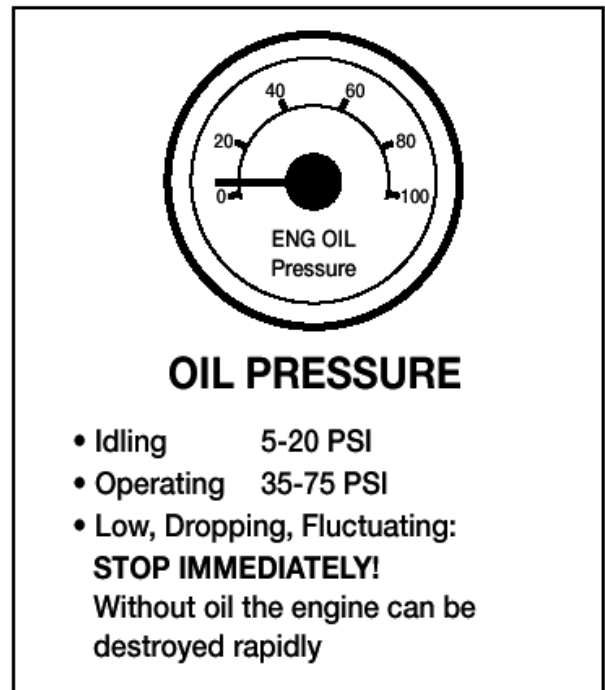 40 60
20 80
0 100
ENG OIL
Pressure
OIL PRESSURE
• Idling 5-20 PSI
• Operating 35-75 PSI
• Low, Dropping, Fluctuating:
STOP IMMEDIATELY!
Without oil the engine can be
destroyed rapidly